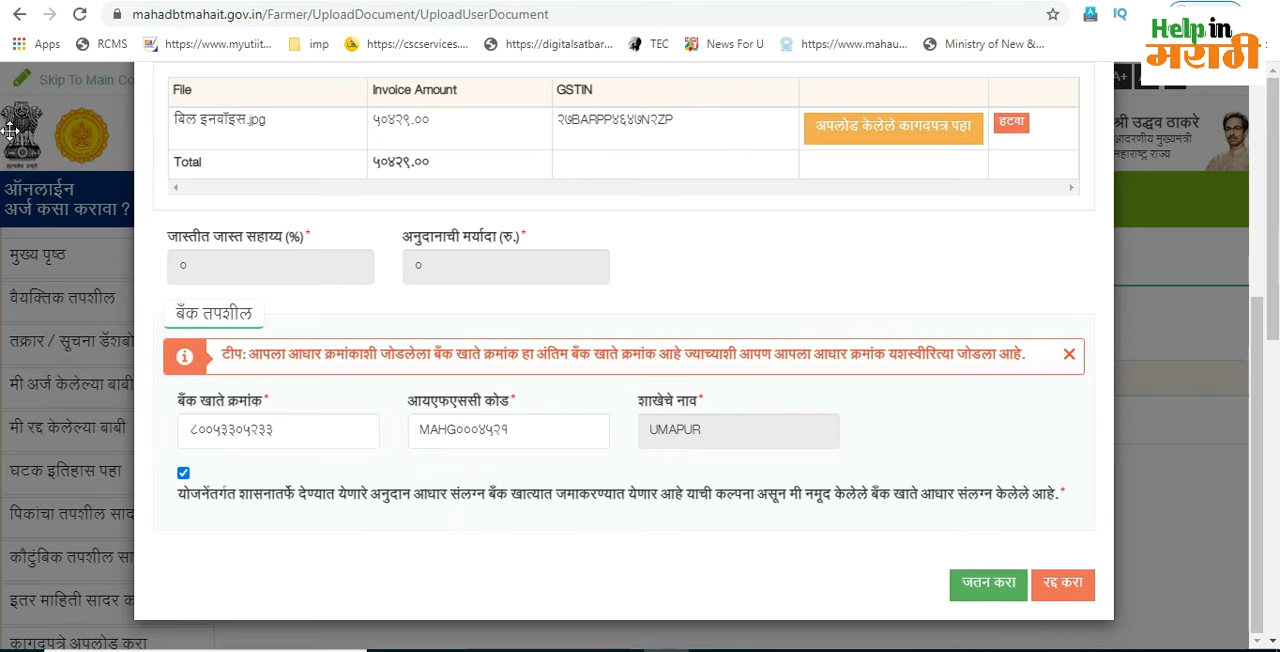 mahadbtmahait.gov.in/Farmer/UploadDocument/UploadUserDocument
IQ
Help in
मराठी
Apps RCMS https://www.myutiit... imp https://cscservices.... https://digitalsatbar... TEC News For U https://www.mahau... Ministry of New &...
Skip To Main Co
A+
File Invoice Amount GSTIN
बिल इनवॉइस.jpg ५०४२९.०० २७BARPP४६४७N२ZP अपलोड केलेले कागदपत्र पहा हटवा
Total ५०४२९.००
श्री उद्धव ठाकरे
आदरणीय मुख्यमंत्री
महाराष्ट्र राज्य
ऑनलाईन
अर्ज कसा करावा ?
मुख्य पृष्ठ
वैयक्तिक तपशील
तक्रार / सूचना डॅशबो
मी अर्ज केलेल्या बाबी
मी रद्द केलेल्या बाबी
घटक इतिहास पहा
पिकांचा तपशील साद
कौटुंबिक तपशील सा
इतर माहिती सादर क
कागदपत्रे अपलोड करा
जास्तीत जास्त सहाय्य (%)* अनुदानाची मर्यादा (रु.)*
० ०
बँक तपशील
टीप: आपला आधार क्रमांकाशी जोडलेला बँक खाते क्रमांक हा अंतिम बँक खाते क्रमांक आहे ज्याच्याशी आपण आपला आधार क्रमांक यशस्वीरित्या जोडला आहे.
बँक खाते क्रमांक* आयएफएससी कोड* शाखेचे नाव*
८००५३३०५२३३ MAHG०००४५२१ UMAPUR
योजनेंतर्गत शासनातर्फे देण्यात येणारे अनुदान आधार संलग्न बँक खात्यात जमाकरण्यात येणार आहे याची कल्पना असून मी नमूद केलेले बँक खाते आधार संलग्न केलेले आहे.*
जतन करा रद्द करा